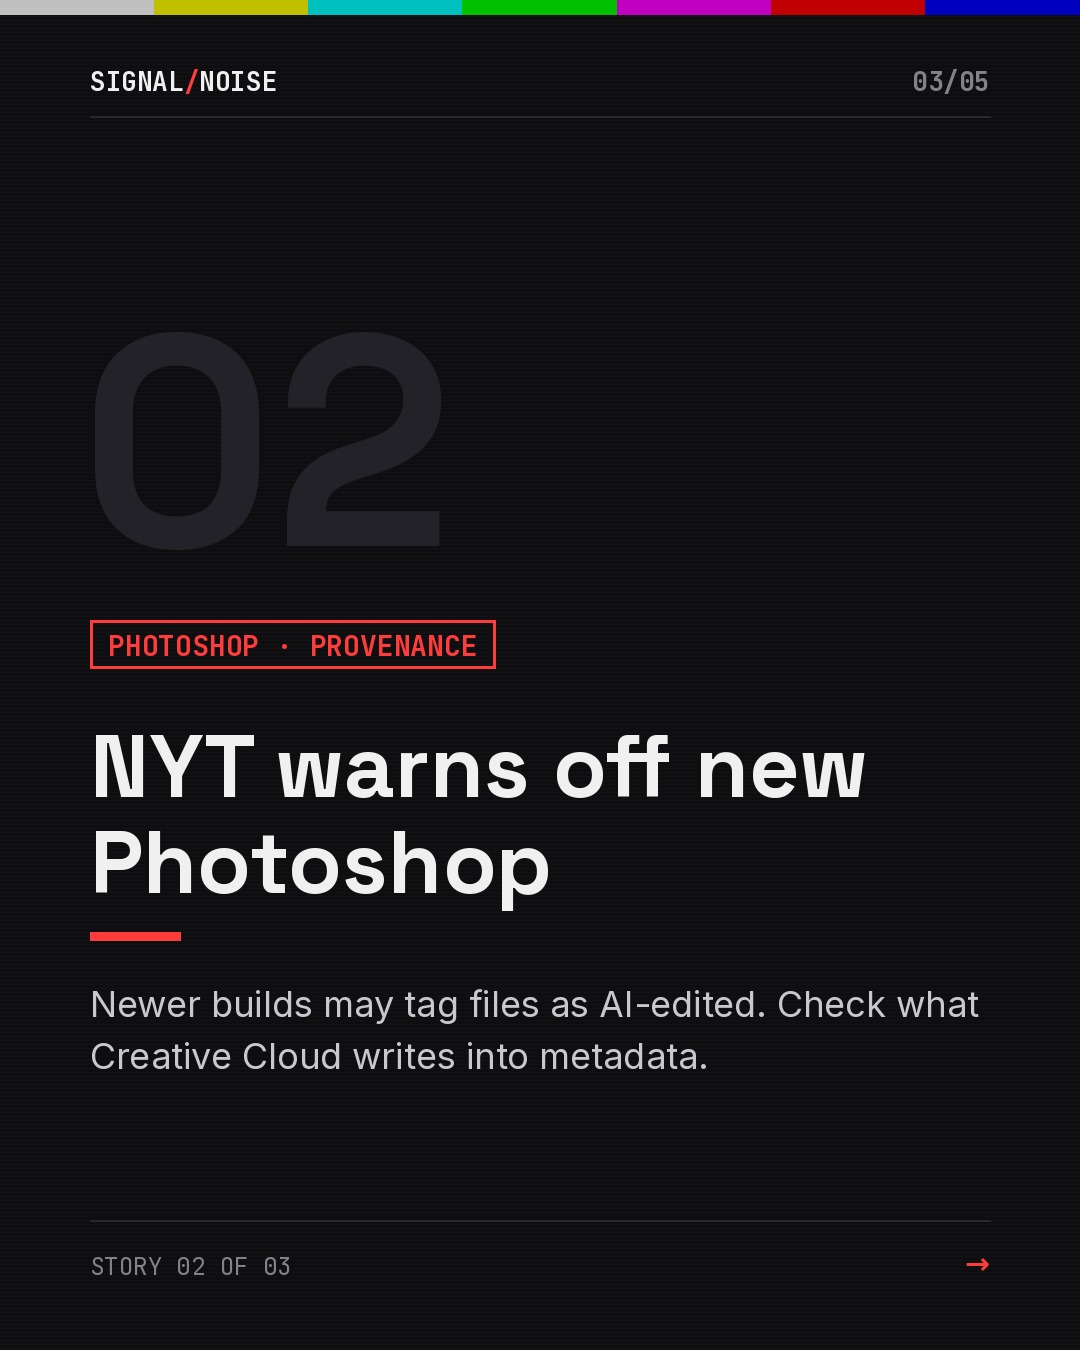 SIGNAL/NOISE
03/05
02
PHOTOSHOP · PROVENANCE
NYT warns off new
Photoshop
Newer builds may tag files as AI-edited. Check what
Creative Cloud writes into metadata.
STORY 02 OF 03
→